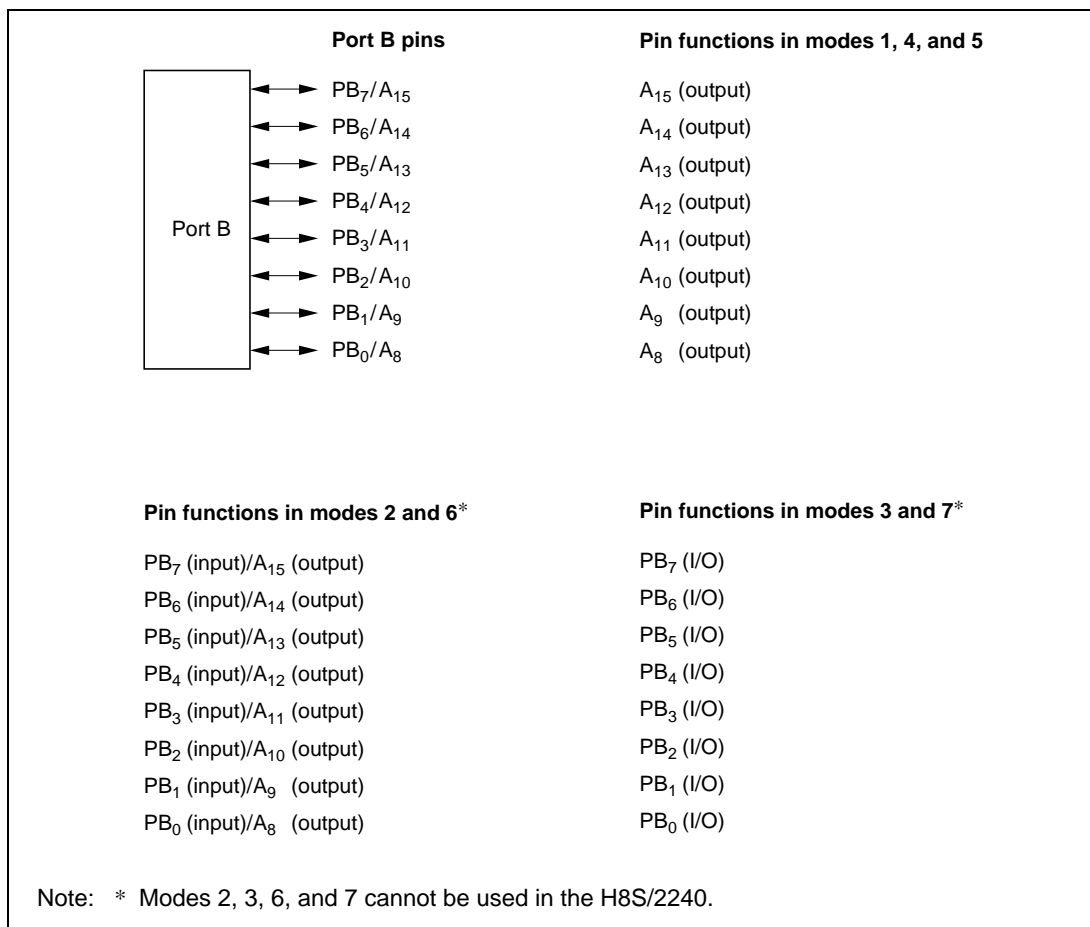 Port B pins Pin functions in modes 1, 4, and 5
PB7/A15 A15 (output)
PB6/A14 A14 (output)
PB5/A13 A13 (output)
PB4/A12 A12 (output)
Port B
PB3/A11 A11 (output)
PB2/A10 A10 (output)
PB1/A9 A9 (output)
PB0/A8 A8 (output)
Pin functions in modes 2 and 6* Pin functions in modes 3 and 7*
PB7 (input)/A15 (output) PB7 (I/O)
PB6 (input)/A14 (output) PB6 (I/O)
PB5 (input)/A13 (output) PB5 (I/O)
PB4 (input)/A12 (output) PB4 (I/O)
PB3 (input)/A11 (output) PB3 (I/O)
PB2 (input)/A10 (output) PB2 (I/O)
PB1 (input)/A9 (output) PB1 (I/O)
PB0 (input)/A8 (output) PB0 (I/O)
Note: * Modes 2, 3, 6, and 7 cannot be used in the H8S/2240.